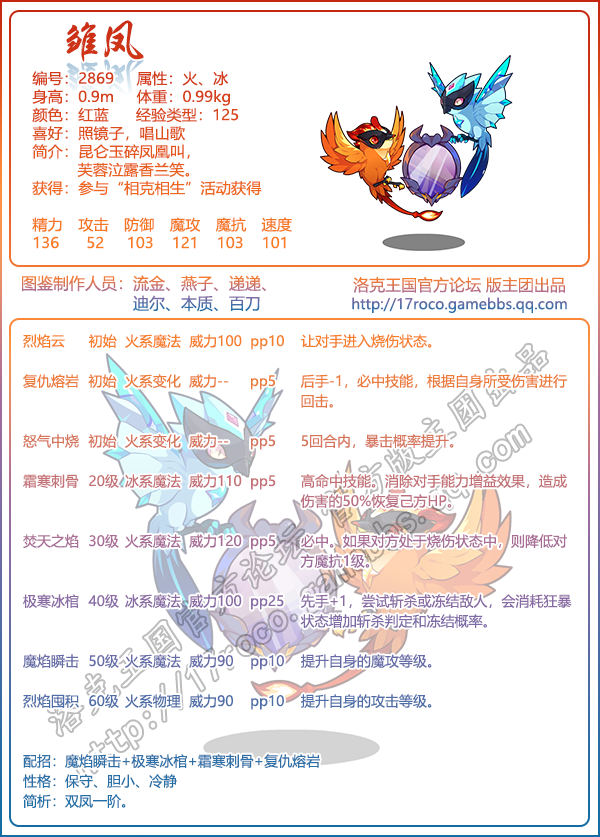 雏凤
编号：2869 属性：火、冰
身高：0.9m 体重：0.99kg
颜色：红蓝 经验类型：125
喜好：照镜子，唱山歌
简介：昆仑玉碎凤凰叫，
芙蓉泣露香兰笑。
获得：参与“相克相生”活动获得
精力 攻击 防御 魔攻 魔抗 速度
136 52 103 121 103 101
图鉴制作人员：流金、燕子、递递、
迪尔、本质、百刀
洛克王国官方论坛 版主团出品
http://17roco.gamebbs.qq.com
烈焰云 初始 火系魔法 威力100 pp10 让对手进入烧伤状态。
复仇熔岩 初始 火系变化 威力-- pp5 后手-1，必中技能，根据自身所受伤害进行
回击。
怒气中烧 初始 火系变化 威力-- pp5 5回合内，暴击概率提升。
霜寒刺骨 20级 冰系魔法 威力110 pp5 高命中技能。消除对手能力增益效果，造成
伤害的50%恢复己方HP。
焚天之焰 30级 火系魔法 威力120 pp5 必中。如果对方处于烧伤状态中，则降低对
方魔抗1级。
极寒冰棺 40级 冰系魔法 威力100 pp25 先手+1，尝试斩杀或冻结敌人，会消耗狂暴
状态增加斩杀判定和冻结概率。
魔焰瞬击 50级 火系魔法 威力90 pp10 提升自身的魔攻等级。
烈焰囤积 60级 火系物理 威力90 pp10 提升自身的攻击等级。
洛克王国官方论坛 官方版主团出品
http://17roco.gamebbs.qq.com
配招：魔焰瞬击+极寒冰棺+霜寒刺骨+复仇熔岩
性格：保守、胆小、冷静
简析：双凤一阶。